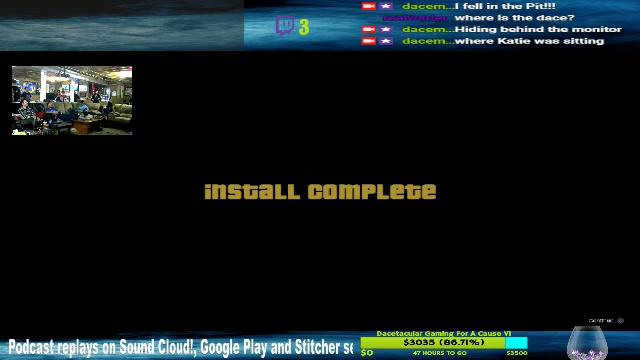 dacem...I fell in the Pit!!!
where is the dace?
dacem...Hiding behind the monitor
dacem...where Katie was sitting
3
install complete
Continue
Dacetacular Gaming For A Cause VI
$3035 (86.71%)
$0 47 HOURS TO GO $3500
Podcast replays on Sound Cloud!, Google Play and Stitcher se